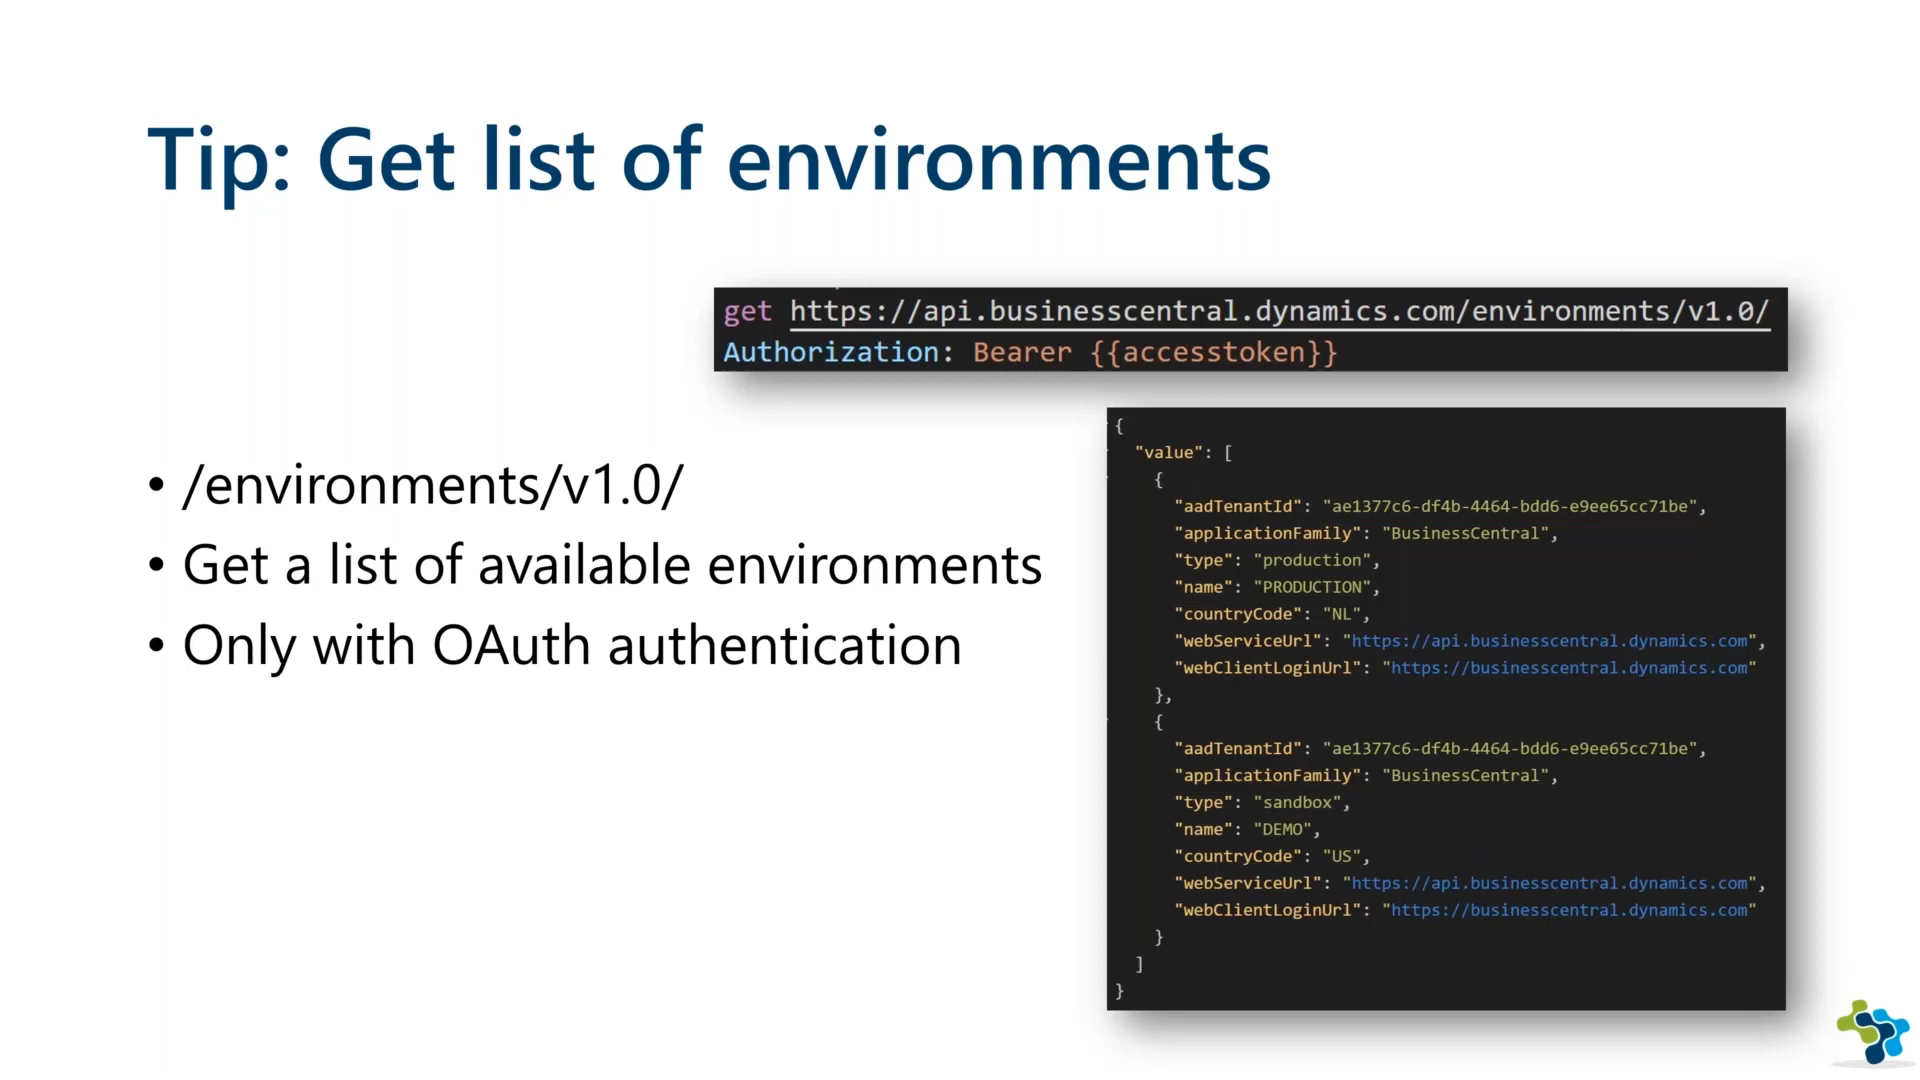 Tip: Get list of environments
get https://api.businesscentral.dynamics.com/environments/v1.0/
Authorization: Bearer {{accesstoken}}
• /environments/v1.0/
• Get a list of available environments
• Only with OAuth authentication
{
"value": [
{
"aadTenantId": "ae1377c6-df4b-4464-bdd6-e9ee65cc71be",
"applicationFamily": "BusinessCentral",
"type": "production",
"name": "PRODUCTION",
"countryCode": "NL",
"webServiceUrl": "https://api.businesscentral.dynamics.com",
"webClientLoginUrl": "https://businesscentral.dynamics.com"
},
{
"aadTenantId": "ae1377c6-df4b-4464-bdd6-e9ee65cc71be",
"applicationFamily": "BusinessCentral",
"type": "sandbox",
"name": "DEMO",
"countryCode": "US",
"webServiceUrl": "https://api.businesscentral.dynamics.com",
"webClientLoginUrl": "https://businesscentral.dynamics.com"
}
]
}